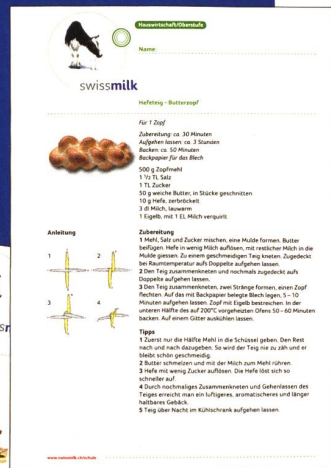 Hauswirtschaft/Oberstufe
Name:
swissmilk
Hefeteig - Butterzopf
Für 1 Zopf
Zubereitung: ca. 30 Minuten
Aufgehen lassen: ca. 3 Stunden
Backen: ca. 50 Minuten
Backpapier für das Blech
500 g Zopfmehl
1 ½ TL Salz
1 TL Zucker
50 g weiche Butter, in Stücke geschnitten
10 g Hefe, zerbröckelt
3 dl Milch, lauwarm
1 Eigelb, mit 1 EL Milch verquirlt
Anleitung
1 2
3 4
Zubereitung
1 Mehl, Salz und Zucker mischen, eine Mulde formen. Butter
beifügen. Hefe in wenig Milch auflösen, mit restlicher Milch in die
Mulde giessen. Zu einem geschmeidigen Teig kneten. Zugedeckt
bei Raumtemperatur aufs Doppelte aufgehen lassen.
2 Den Teig zusammenkneten und nochmals zugedeckt aufs
Doppelte aufgehen lassen.
3 Den Teig zusammenkneten, zwei Stränge formen, einen Zopf
flechten. Auf das mit Backpapier belegte Blech legen, 5 – 10
Minuten aufgehen lassen. Zopf mit Eigelb bestreichen. In der
unteren Hälfte des auf 200°C vorgeheizten Ofens 50 – 60 Minuten
backen. Auf einem Gitter auskühlen lassen.
Tipps
1 Zuerst nur die Hälfte Mehl in die Schüssel geben. Den Rest
nach und nach dazugeben. So wird der Teig nie zu zäh und er
bleibt schön geschmeidig.
2 Butter schmelzen und mit der Milch zum Mehl rühren.
3 Hefe mit wenig Zucker auflösen. Die Hefe löst sich so
schneller auf.
4 Durch nochmaliges Zusammenkneten und Gehenlassen des
Teiges erreicht man ein luftigeres, aromatischeres und länger
haltbares Gebäck.
5 Teig über Nacht im Kühlschrank aufgehen lassen.
www.swissmilk.ch/schule